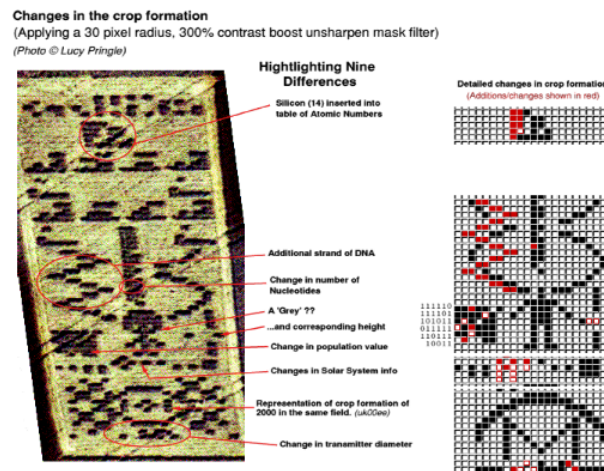 Changes in the crop formation
(Applying a 30 pixel radius, 300% contrast boost unsharpen mask filter)
(Photo © Lucy Pringle)
Hightlighting Nine
Differences
Silicon (14) inserted into
table of Atomic Numbers
Additional strand of DNA
Change in number of
Nucleotides
A 'Grey' ??
...and corresponding height
Change in population value
Changes in Solar System info
Representation of crop formation of
2000 in the same field. (uk00ee)
Change in transmitter diameter
Detailed changes in crop formation
(Additions/changes shown in red)
111110
111101
101011
011111
110111
10011